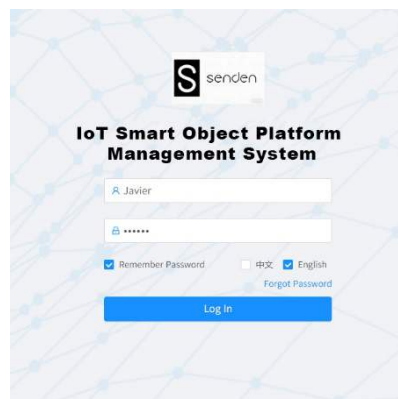 S senden
IoT Smart Object Platform
Management System
Javier
••••••
Remember Password 中文 English
Forgot Password
Log In